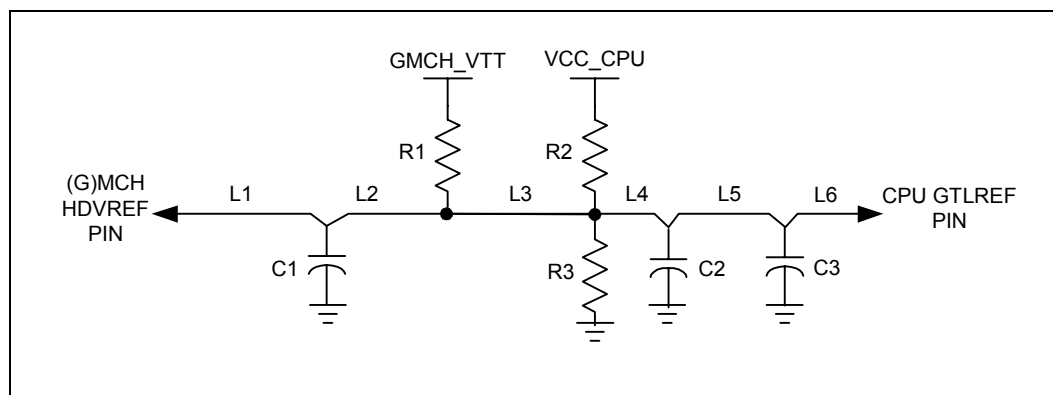 GMCH_VTT
VCC_CPU
R1
R2
(G)MCH
HDVREF
PIN
L1
L2
L3
L4
L5
L6
CPU GTLREF
PIN
C1
R3
C2
C3